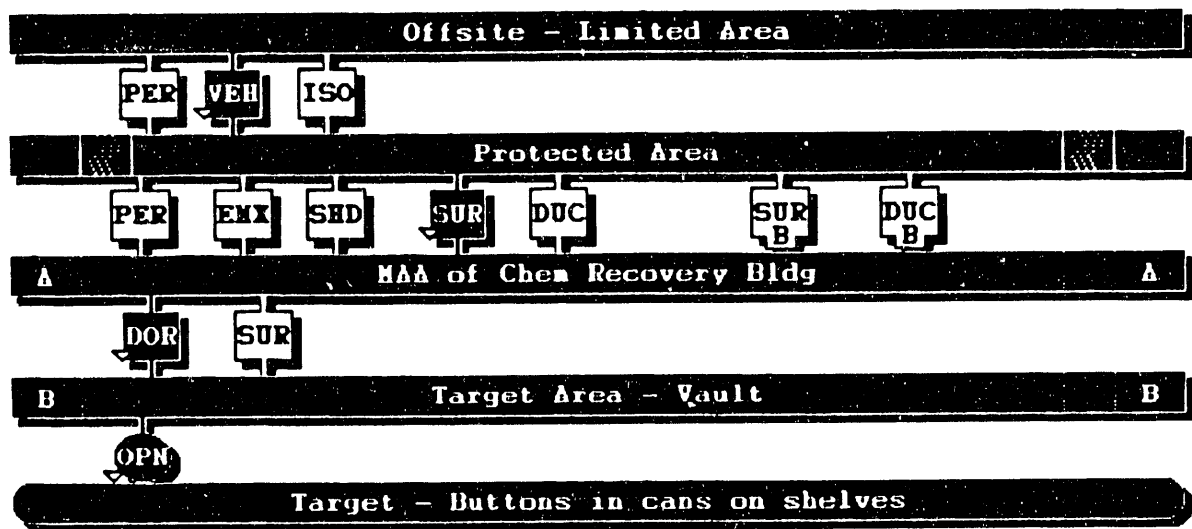 Offsite - Limited Area
PER VEH ISO
Protected Area
PER EMX SHD SUR DUC SUR B DUC B
A MAA of Chem Recovery Bldg A
DOR SUR
B Target Area - Vault B
OPN
Target - Buttons in cans on shelves